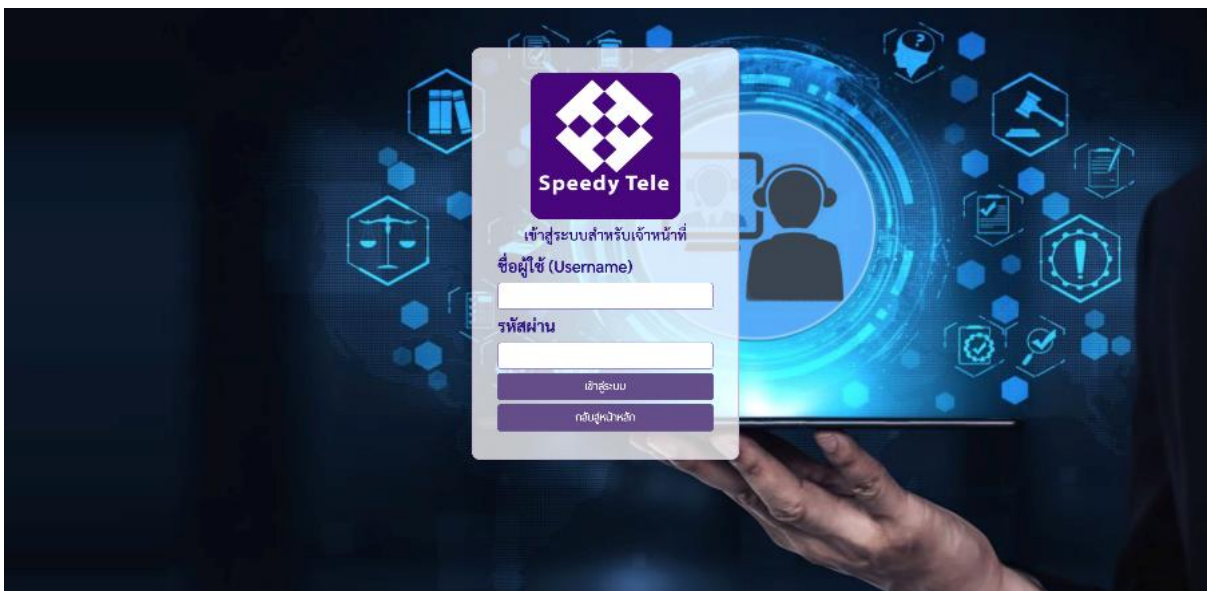 Speedy Tele
เข้าสู่ระบบสำหรับเจ้าหน้าที่
ชื่อผู้ใช้ (Username)
รหัสผ่าน
เข้าสู่ระบบ
กลับสู่หน้าหลัก